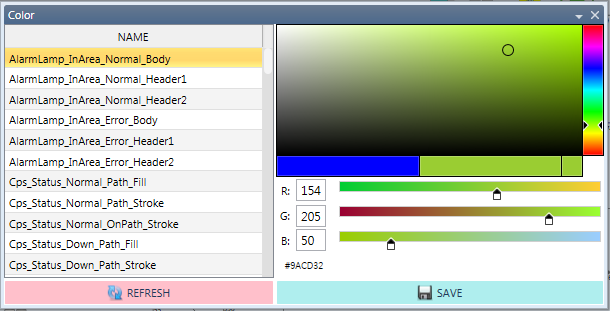 Color
NAME
AlarmLamp_InArea_Normal_Body
AlarmLamp_InArea_Normal_Header1
AlarmLamp_InArea_Normal_Header2
AlarmLamp_InArea_Error_Body
AlarmLamp_InArea_Error_Header1
AlarmLamp_InArea_Error_Header2
Cps_Status_Normal_Path_Fill
Cps_Status_Normal_Path_Stroke
Cps_Status_Normal_OnPath_Stroke
Cps_Status_Down_Path_Fill
Cps_Status_Down_Path_Stroke
R: 154
G: 205
B: 50
#9ACD32
REFRESH
SAVE